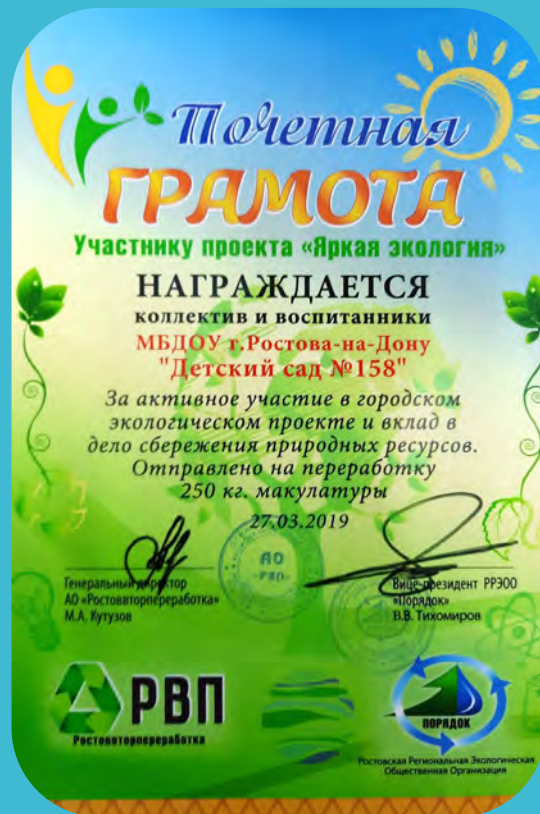 Почетная
ГРАМОТА
Участнику проекта «Яркая экология»
НАГРАЖДАЕТСЯ
коллектив и воспитанники
МБДОУ г.Ростова-на-Дону
"Детский сад №158"
За активное участие в городском
экологическом проекте и вклад в
дело сбережения природных ресурсов.
Отправлено на переработку
250 кг. макулатуры
27.03.2019
АО
«РВП»
Генеральный директор
АО «Ростоввторпереработка»
М.А. Кутузов
Вице-президент РРЭОО
«Порядок»
В.В. Тихомиров
РВП
Ростоввторпереработка
ПОРЯДОК
Ростовская Региональная Экологическая
Общественная Организация